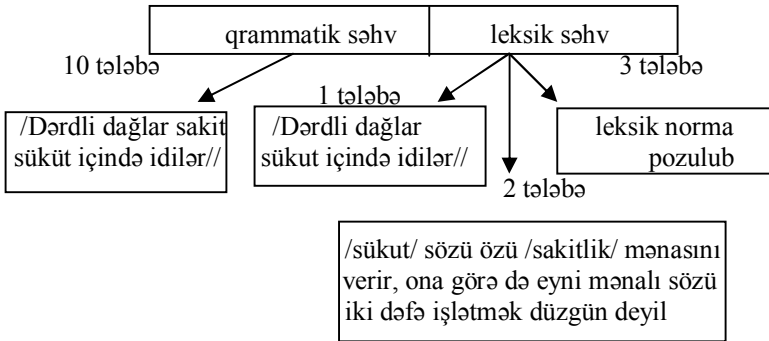 qrammatik səhv
leksik səhv
10 tələbə
3 tələbə
1 tələbə
/Dərdli dağlar sakit
süküt içində idilər//
/Dərdli dağlar
sükut içində idilər//
leksik norma
pozulub
2 tələbə
/sükut/ sözü özü /sakitlik/ mənasını
verir, ona görə də eyni mənalı sözü
iki dəfə işlətmək düzgün deyil